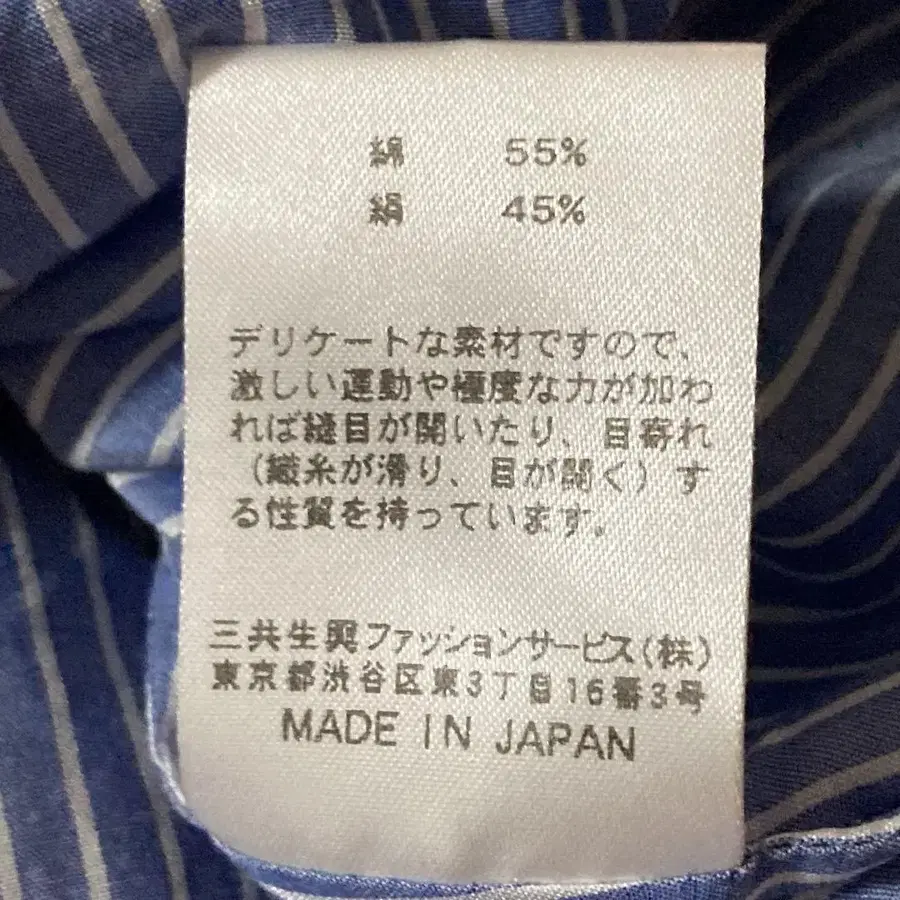 綿 55%
絹 45%
デリケートな素材ですので、
激しい運動や極度な力が加わ
れば縫目が開いたり、目寄れ
（織糸が滑り、目が開く）す
る性質を持っています。
三共生興ファッションサービス(株)
東京都渋谷区東3丁目16番3号
MADE IN JAPAN